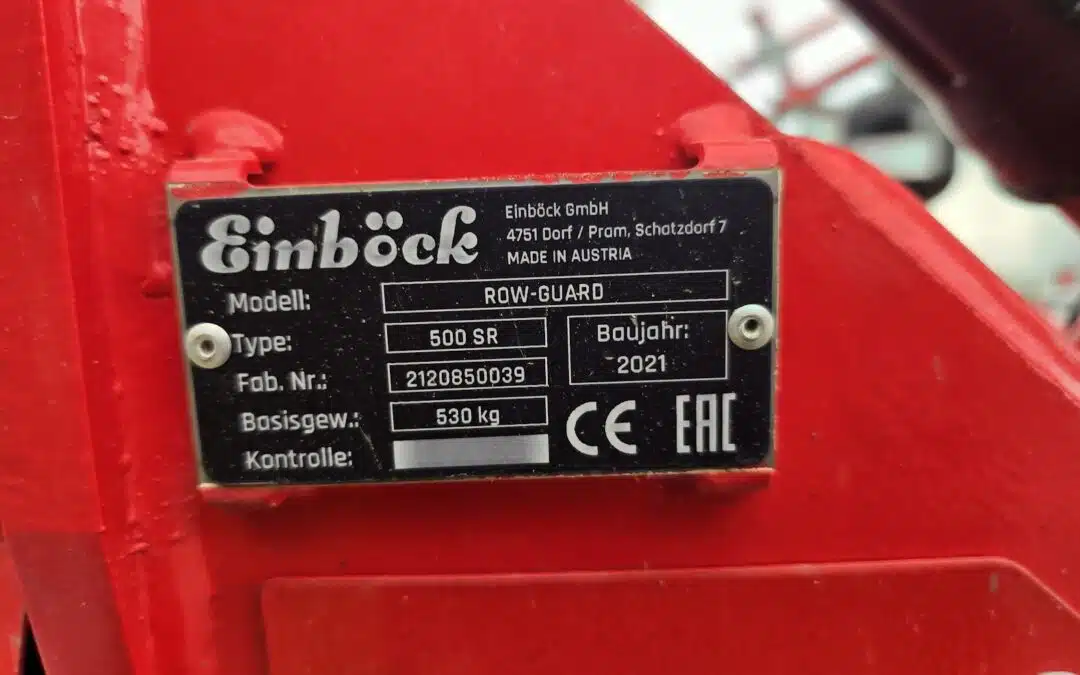 Einböck
Einböck GmbH
4751 Dorf / Pram, Schatzdorf 7
MADE IN AUSTRIA
Modell: ROW-GUARD
Type: 500 SR
Baujahr:
2021
Fab. Nr.: 2120850039
Basisgew.: 530 kg
CE EAC
Kontrolle: